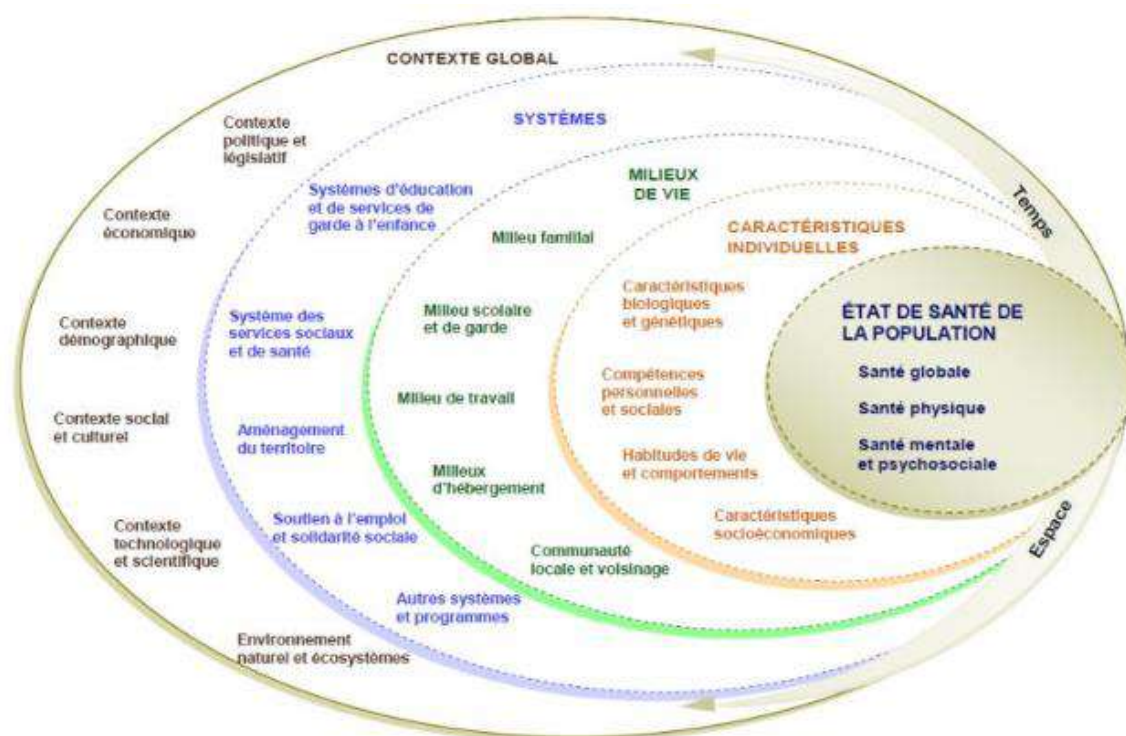 CONTEXTE GLOBAL
Contexte
politique et
législatif
Contexte
économique
Contexte
démographique
Contexte social
et culturel
Contexte
technologique
et scientifique
Environnement
naturel et écosystèmes
SYSTÈMES
Systèmes d'éducation
et de services de
garde à l'enfance
Système des
services sociaux
et de santé
Aménagement
du territoire
Soutien à l'emploi
et solidarité sociale
Autres systèmes
et programmes
MILIEUX
DE VIE
Milieu familial
Milieu scolaire
et de garde
Milieu de travail
Milieux
d'hébergement
Communauté
locale et voisinage
CARACTÉRISTIQUES
INDIVIDUELLES
Caractéristiques
biologiques
et génétiques
Compétences
personnelles
et sociales
Habitudes de vie
et comportements
Caractéristiques
socioéconomiques
ÉTAT DE SANTÉ DE
LA POPULATION
Santé globale
Santé physique
Santé mentale
et psychosociale
Temps
Espace